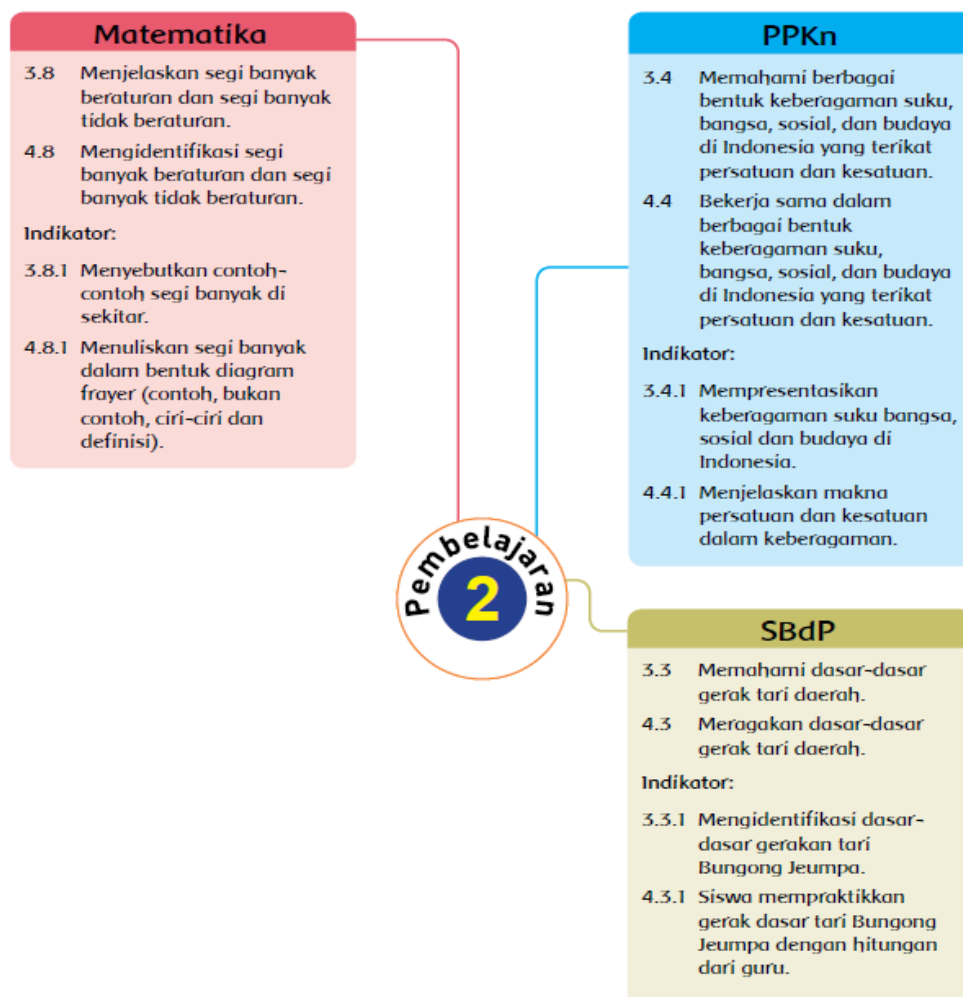 Matematika
3.8 Menjelaskan segi banyak
beraturan dan segi banyak
tidak beraturan.
4.8 Mengidentifikasi segi
banyak beraturan dan segi
banyak tidak beraturan.
Indikator:
3.8.1 Menyebutkan contoh-
contoh segi banyak di
sekitar.
4.8.1 Menuliskan segi banyak
dalam bentuk diagram
frayer (contoh, bukan
contoh, ciri-ciri dan
definisi).
PPKn
3.4 Memahami berbagai
bentuk keberagaman suku,
bangsa, sosial, dan budaya
di Indonesia yang terikat
persatuan dan kesatuan.
4.4 Bekerja sama dalam
berbagai bentuk
keberagaman suku,
bangsa, sosial, dan budaya
di Indonesia yang terikat
persatuan dan kesatuan.
Indikator:
3.4.1 Mempresentasikan
keberagaman suku bangsa,
sosial dan budaya di
Indonesia.
4.4.1 Menjelaskan makna
persatuan dan kesatuan
dalam keberagaman.
Pembelajaran
2
SBdP
3.3 Memahami dasar-dasar
gerak tari daerah.
4.3 Meragakan dasar-dasar
gerak tari daerah.
Indikator:
3.3.1 Mengidentifikasi dasar-
dasar gerakan tari
Bungong Jeumpa.
4.3.1 Siswa mempraktikkan
gerak dasar tari Bungong
Jeumpa dengan hitungan
dari guru.